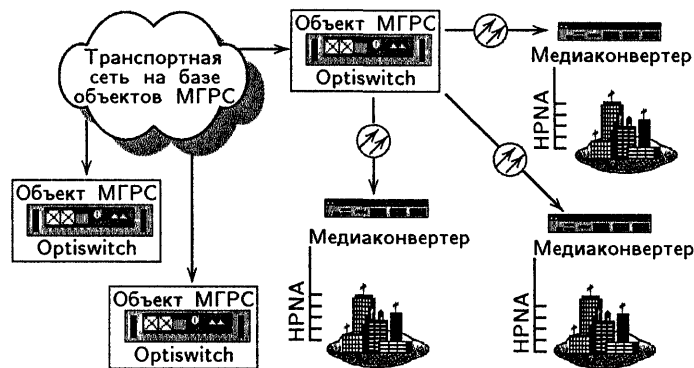 Транспортная
сеть на базе
объектов МГРС
Объект МГРС
Optiswitch
Медиаконвертер
HPNA
Объект МГРС
Optiswitch
Медиаконвертер
HPNA
Медиаконвертер
HPNA
Объект МГРС
Optiswitch